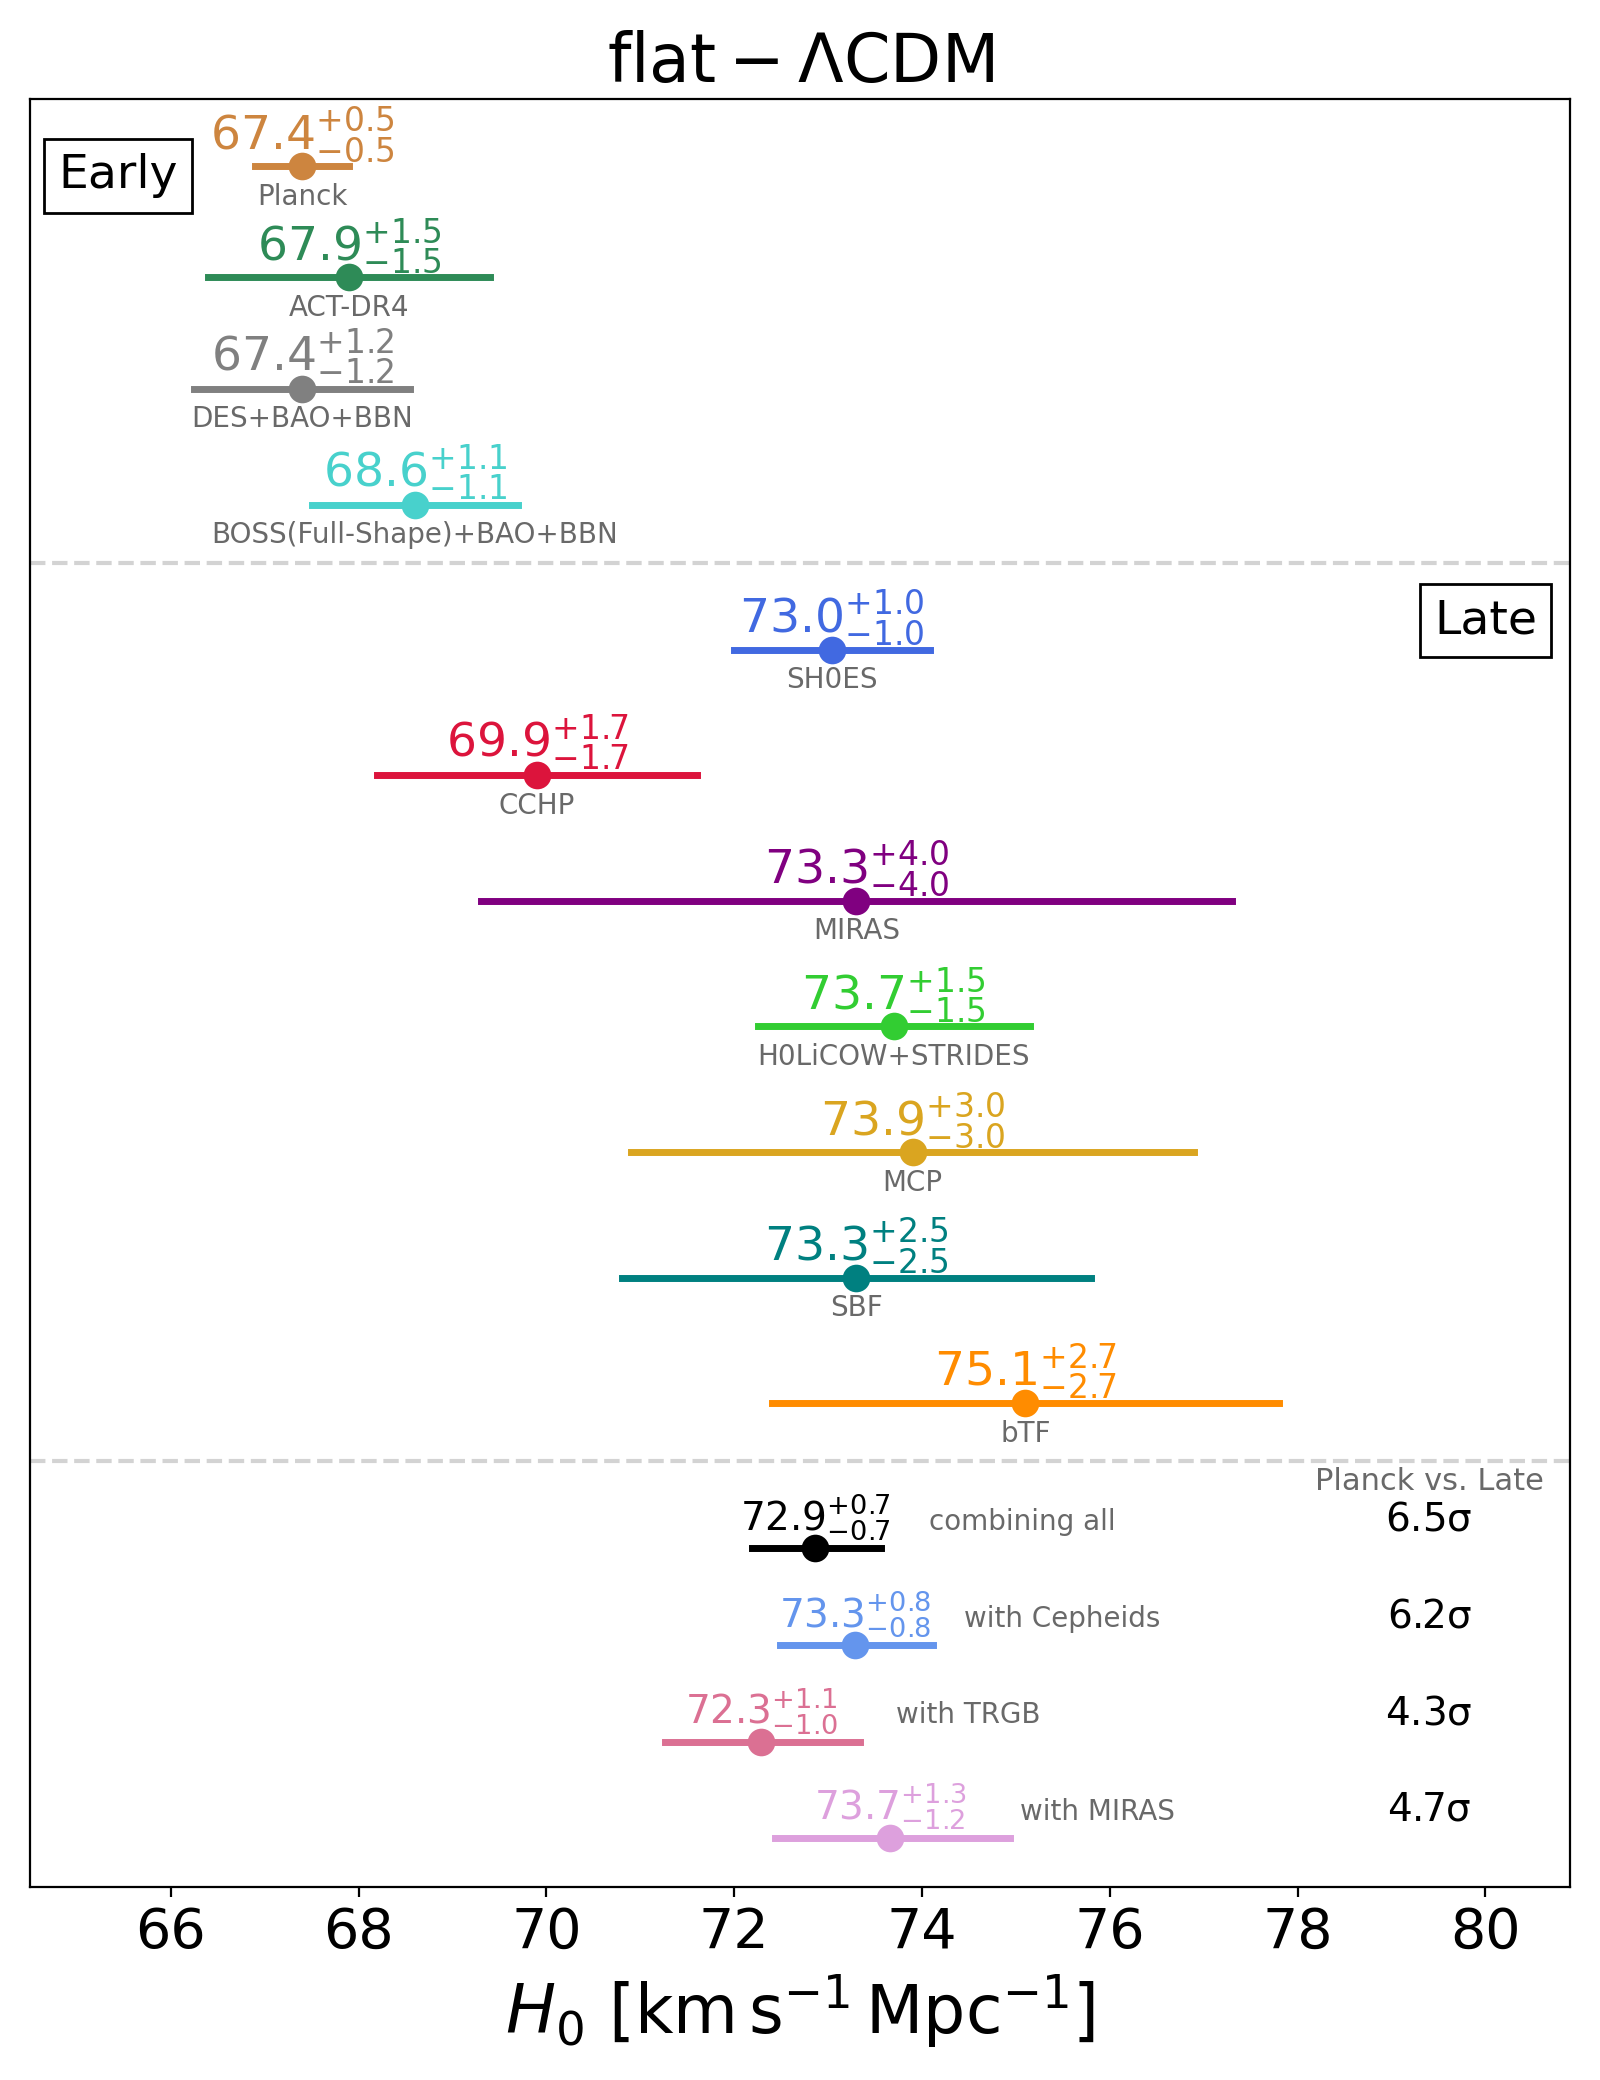 flat − ΛCDM
Early
67.4+0.5−0.5
Planck
67.9+1.5−1.5
ACT-DR4
67.4+1.2−1.2
DES+BAO+BBN
68.6+1.1−1.1
BOSS(Full-Shape)+BAO+BBN
Late
73.0+1.0−1.0
SH0ES
69.9+1.7−1.7
CCHP
73.3+4.0−4.0
MIRAS
73.7+1.5−1.5
H0LiCOW+STRIDES
73.9+3.0−3.0
MCP
73.3+2.5−2.5
SBF
75.1+2.7−2.7
bTF
Planck vs. Late
72.9+0.7−0.7 combining all 6.5σ
73.3+0.8−0.8 with Cepheids 6.2σ
72.3+1.1−1.0 with TRGB 4.3σ
73.7+1.3−1.2 with MIRAS 4.7σ
66 68 70 72 74 76 78 80
H₀ [km s⁻¹ Mpc⁻¹]